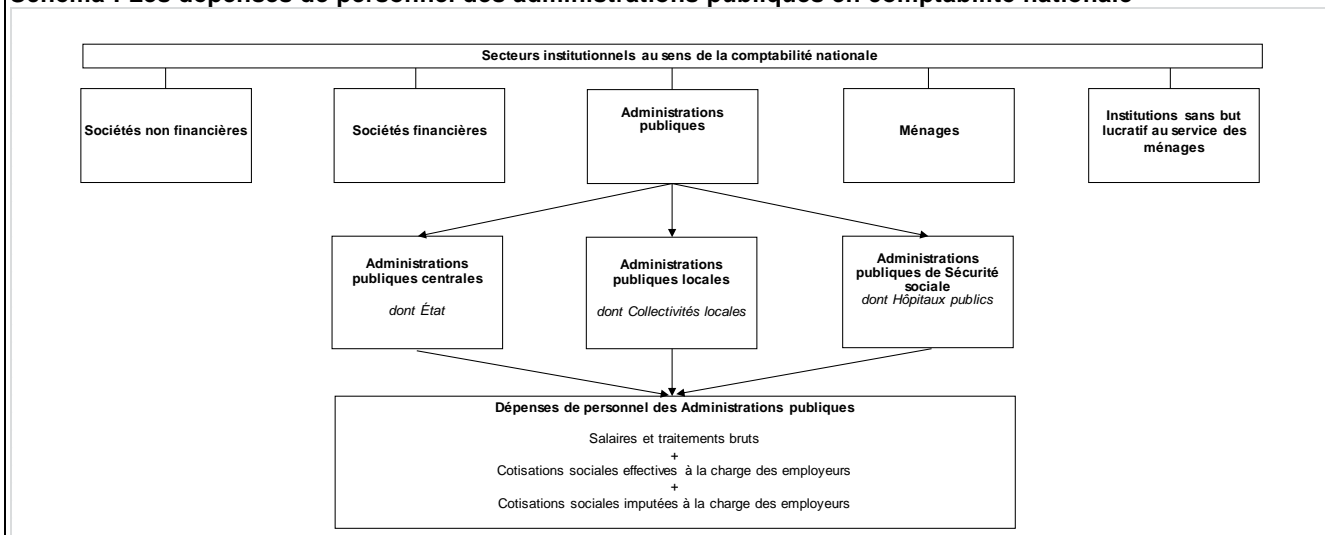 Schéma : Les dépenses de personnel des administrations publiques en comptabilité nationale
Secteurs institutionnels au sens de la comptabilité nationale
Sociétés non financières
Sociétés financières
Administrations
publiques
Ménages
Institutions sans but
lucratif au service des
ménages
Administrations
publiques centrales
dont État
Administrations
publiques locales
dont Collectivités locales
Administrations
publiques de Sécurité
sociale
dont Hôpitaux publics
Dépenses de personnel des Administrations publiques
Salaires et traitements bruts
+
Cotisations sociales effectives à la charge des employeurs
+
Cotisations sociales imputées à la charge des employeurs